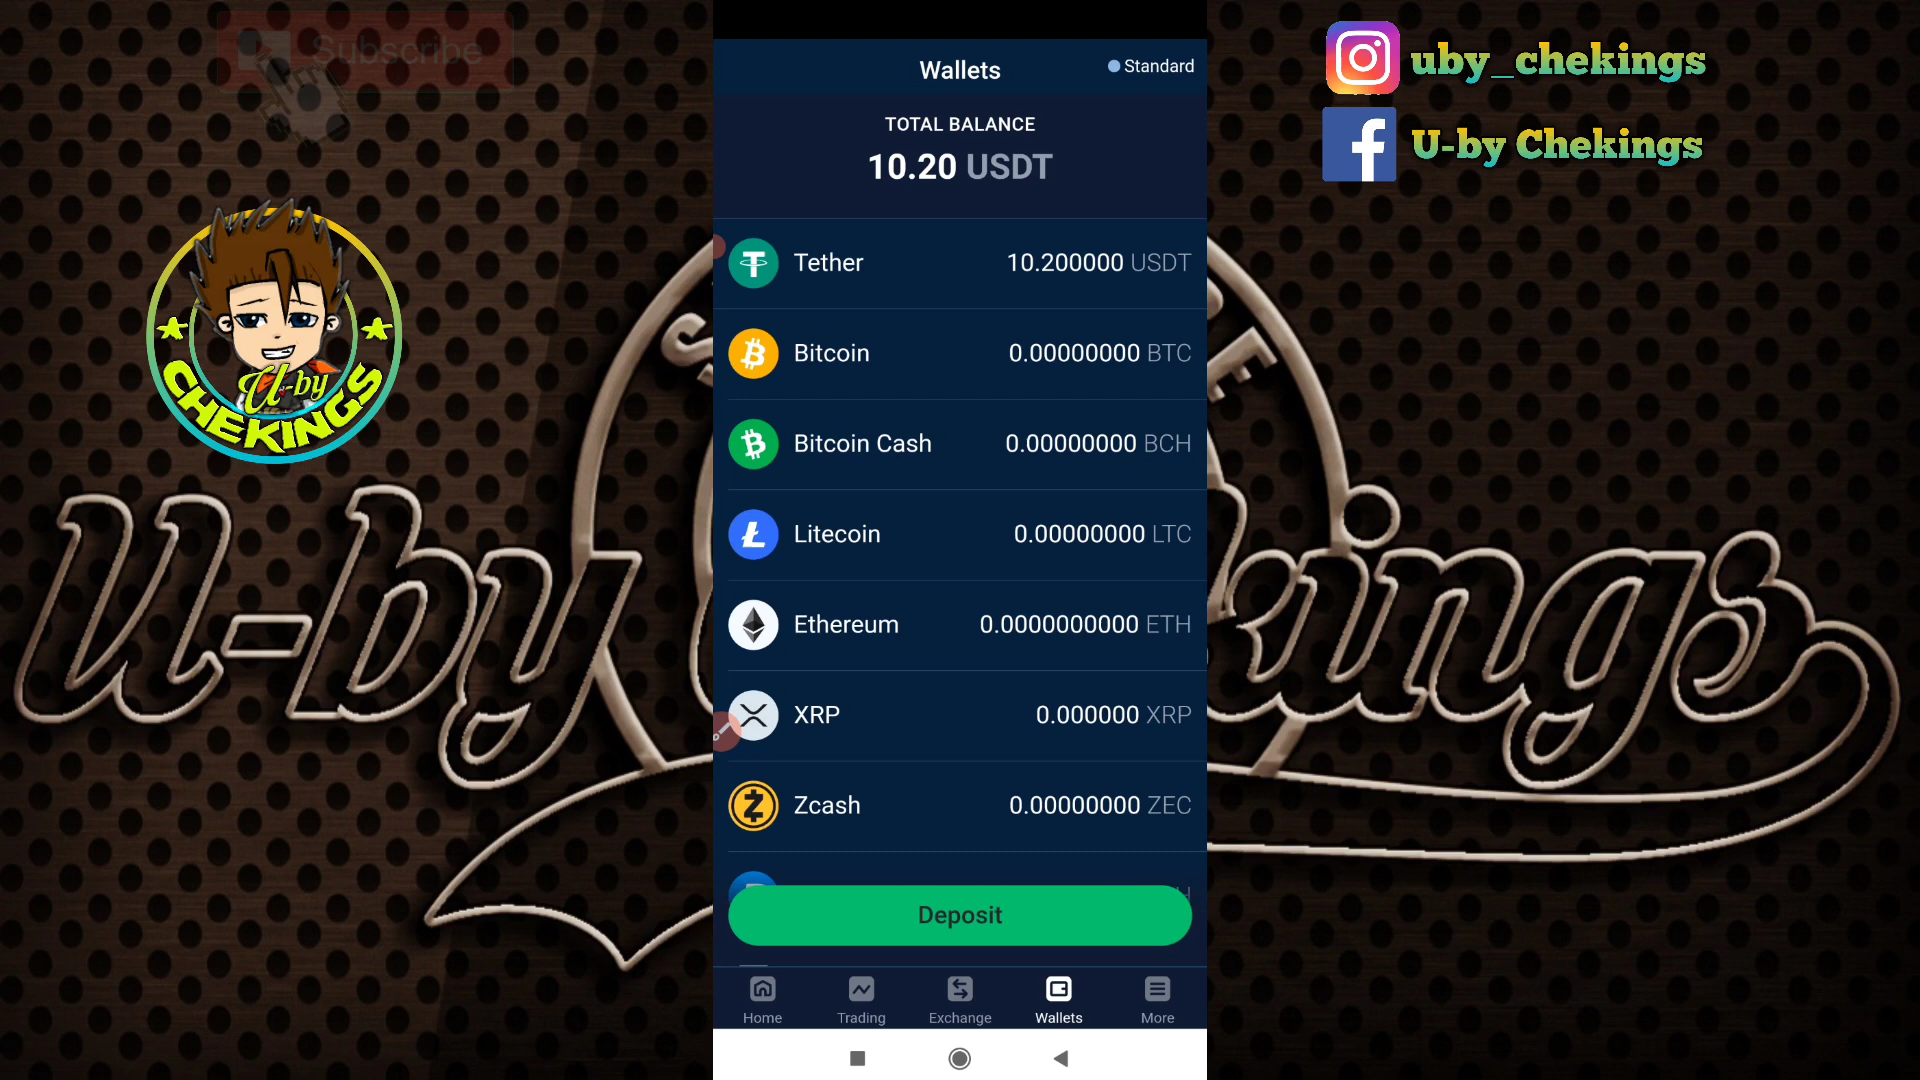 Subscribe
uby_chekings
U-by Chekings
U-by
CHEKINGS
U-by
kings
Wallets
Standard
TOTAL BALANCE
10.20 USDT
Tether 10.200000 USDT
Bitcoin 0.00000000 BTC
Bitcoin Cash 0.00000000 BCH
Litecoin 0.00000000 LTC
Ethereum 0.0000000000 ETH
XRP 0.000000 XRP
Zcash 0.00000000 ZEC
Deposit
Home Trading Exchange Wallets More